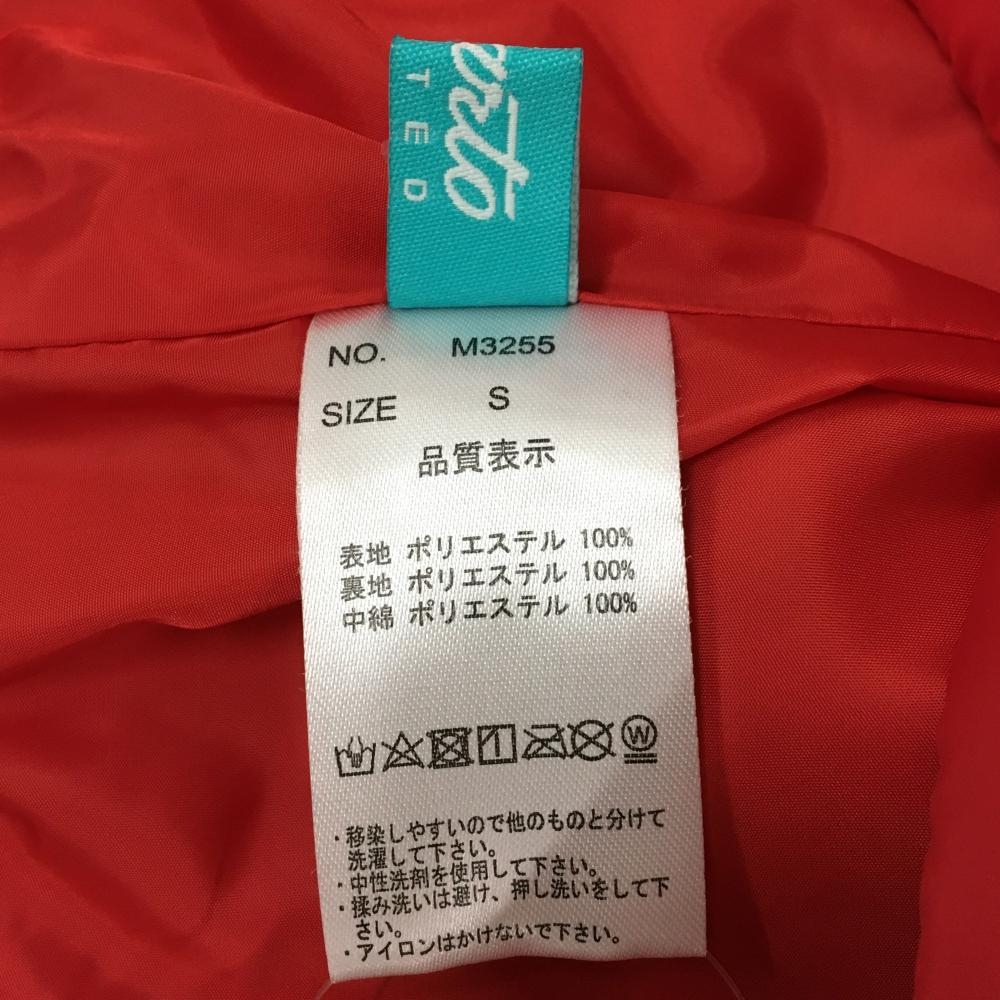 TED
NO. M3255
SIZE S
品質表示
表地 ポリエステル 100%
裏地 ポリエステル 100%
中綿 ポリエステル 100%
W
・移染しやすいので他のものと分けて
洗濯して下さい。
・中性洗剤を使用して下さい。
・揉み洗いは避け、押し洗いをして下
さい。
・アイロンはかけないで下さい。